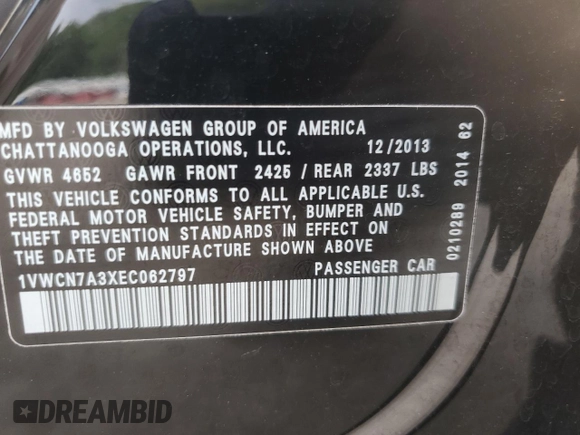 MFD BY VOLKSWAGEN GROUP OF AMERICA
CHATTANOOGA OPERATIONS, LLC. 12/2013
GVWR 4652 GAWR FRONT 2425 / REAR 2337 LBS
THIS VEHICLE CONFORMS TO ALL APPLICABLE U.S.
FEDERAL MOTOR VEHICLE SAFETY, BUMPER AND
THEFT PREVENTION STANDARDS IN EFFECT ON
THE DATE OF MANUFACTURE SHOWN ABOVE
1VWCN7A3XEC062797 PASSENGER CAR
0210289 2014 62
DREAMBID